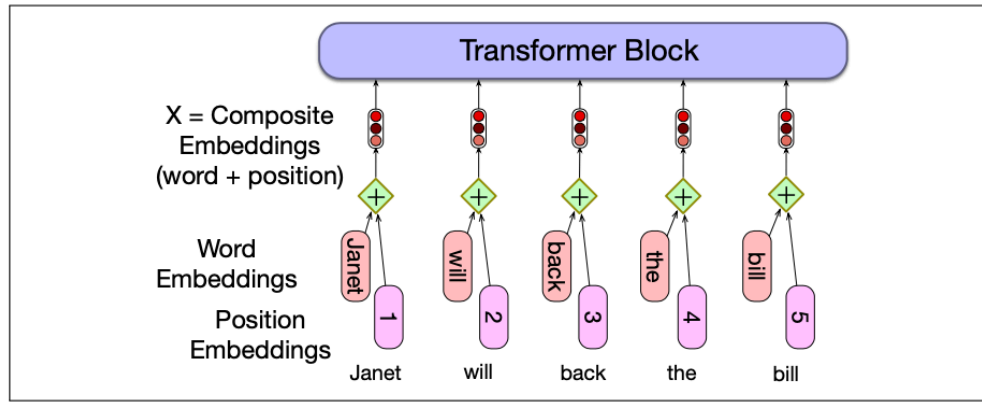 Transformer Block
X = Composite
Embeddings
(word + position)
+ + + + +
Word
Embeddings
Janet will back the bill
Position
Embeddings
1 2 3 4 5
Janet will back the bill